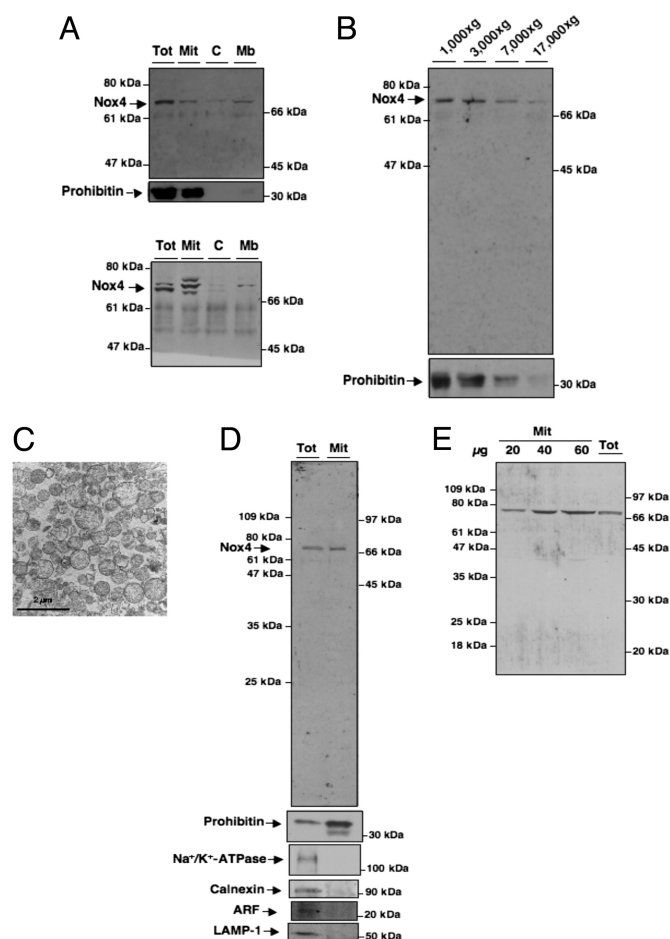 A
Tot Mit C Mb
80 kDa
Nox4
66 kDa
61 kDa
47 kDa
45 kDa
Prohibitin
30 kDa
Tot Mit C Mb
80 kDa
Nox4
66 kDa
61 kDa
47 kDa
45 kDa
B
1,000xg 3,000xg 7,000xg 17,000xg
80 kDa
Nox4
66 kDa
61 kDa
47 kDa
45 kDa
Prohibitin
30 kDa
C
2 µm
D
Tot Mit
109 kDa
97 kDa
80 kDa
Nox4
66 kDa
61 kDa
47 kDa
45 kDa
35 kDa
25 kDa
Prohibitin
30 kDa
Na+/K+-ATPase
100 kDa
Calnexin
90 kDa
ARF
20 kDa
LAMP-1
50 kDa
E
Mit
µg 20 40 60 Tot
109 kDa
97 kDa
80 kDa
66 kDa
61 kDa
47 kDa
45 kDa
35 kDa
30 kDa
25 kDa
18 kDa
20 kDa